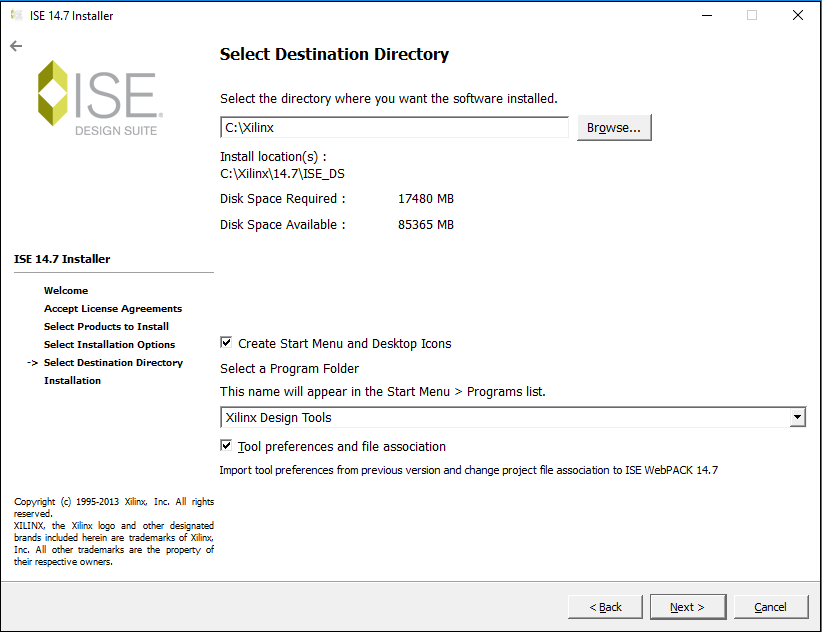 ISE 14.7 Installer
ISE
DESIGN SUITE
Select Destination Directory
Select the directory where you want the software installed.
C:\Xilinx
Browse...
Install location(s) :
C:\Xilinx\14.7\ISE_DS
Disk Space Required : 17480 MB
Disk Space Available : 85365 MB
ISE 14.7 Installer
Welcome
Accept License Agreements
Select Products to Install
Select Installation Options
-> Select Destination Directory
Installation
Create Start Menu and Desktop Icons
Select a Program Folder
This name will appear in the Start Menu > Programs list.
Xilinx Design Tools
Tool preferences and file association
Import tool preferences from previous version and change project file association to ISE WebPACK 14.7
Copyright (c) 1995-2013 Xilinx, Inc. All rights
reserved.
XILINX, the Xilinx logo and other designated
brands included herein are trademarks of Xilinx,
Inc. All other trademarks are the property of
their respective owners.
< Back
Next >
Cancel